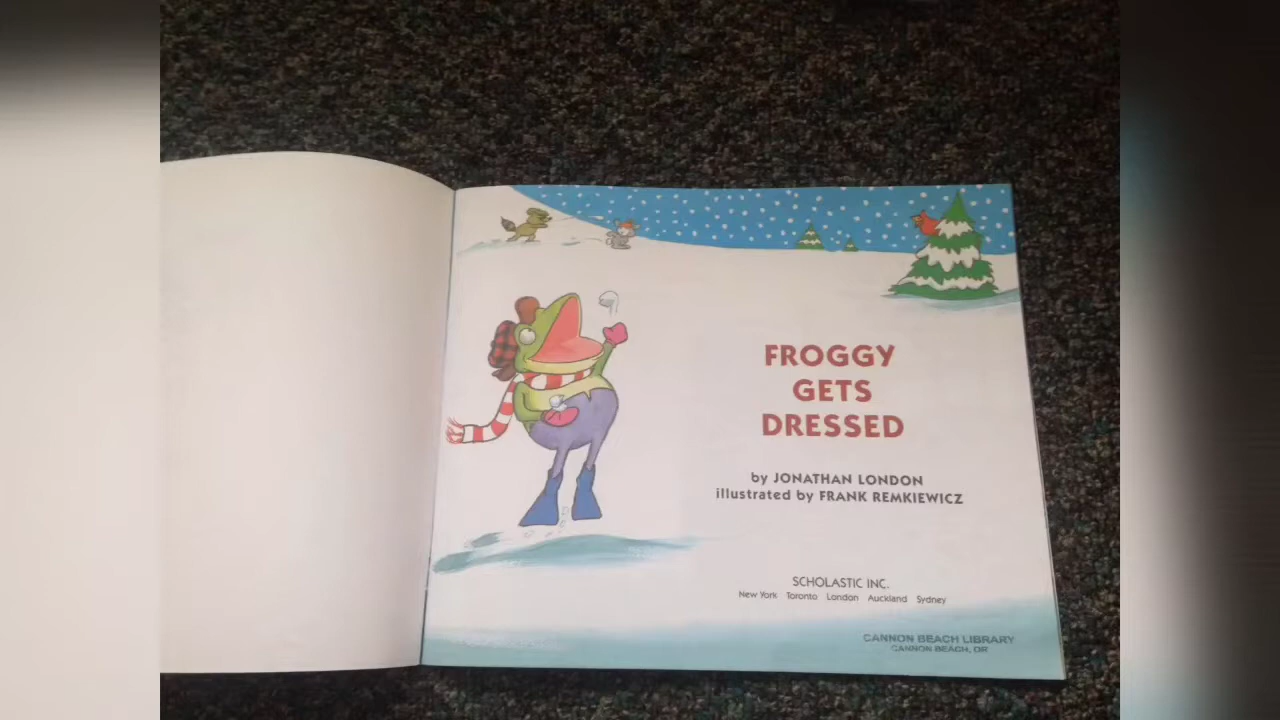 FROGGY
GETS
DRESSED
by JONATHAN LONDON
illustrated by FRANK REMKIEWICZ
SCHOLASTIC INC.
New York Toronto London Auckland Sydney
CANNON BEACH LIBRARY
CANNON BEACH, OR